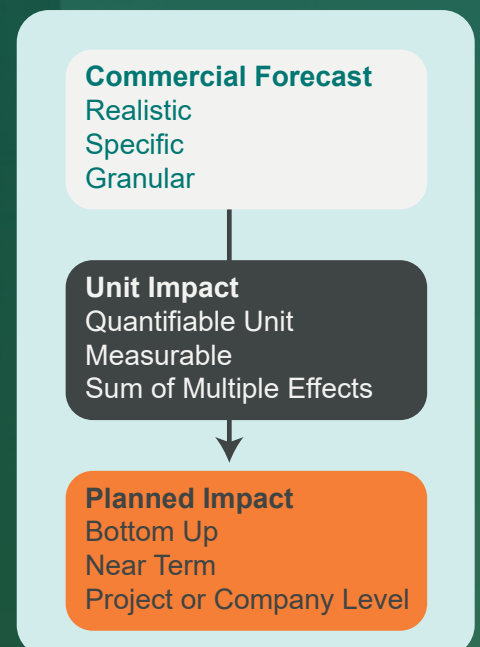 Commercial Forecast
Realistic
Specific
Granular
Unit Impact
Quantifiable Unit
Measurable
Sum of Multiple Effects
Planned Impact
Bottom Up
Near Term
Project or Company Level